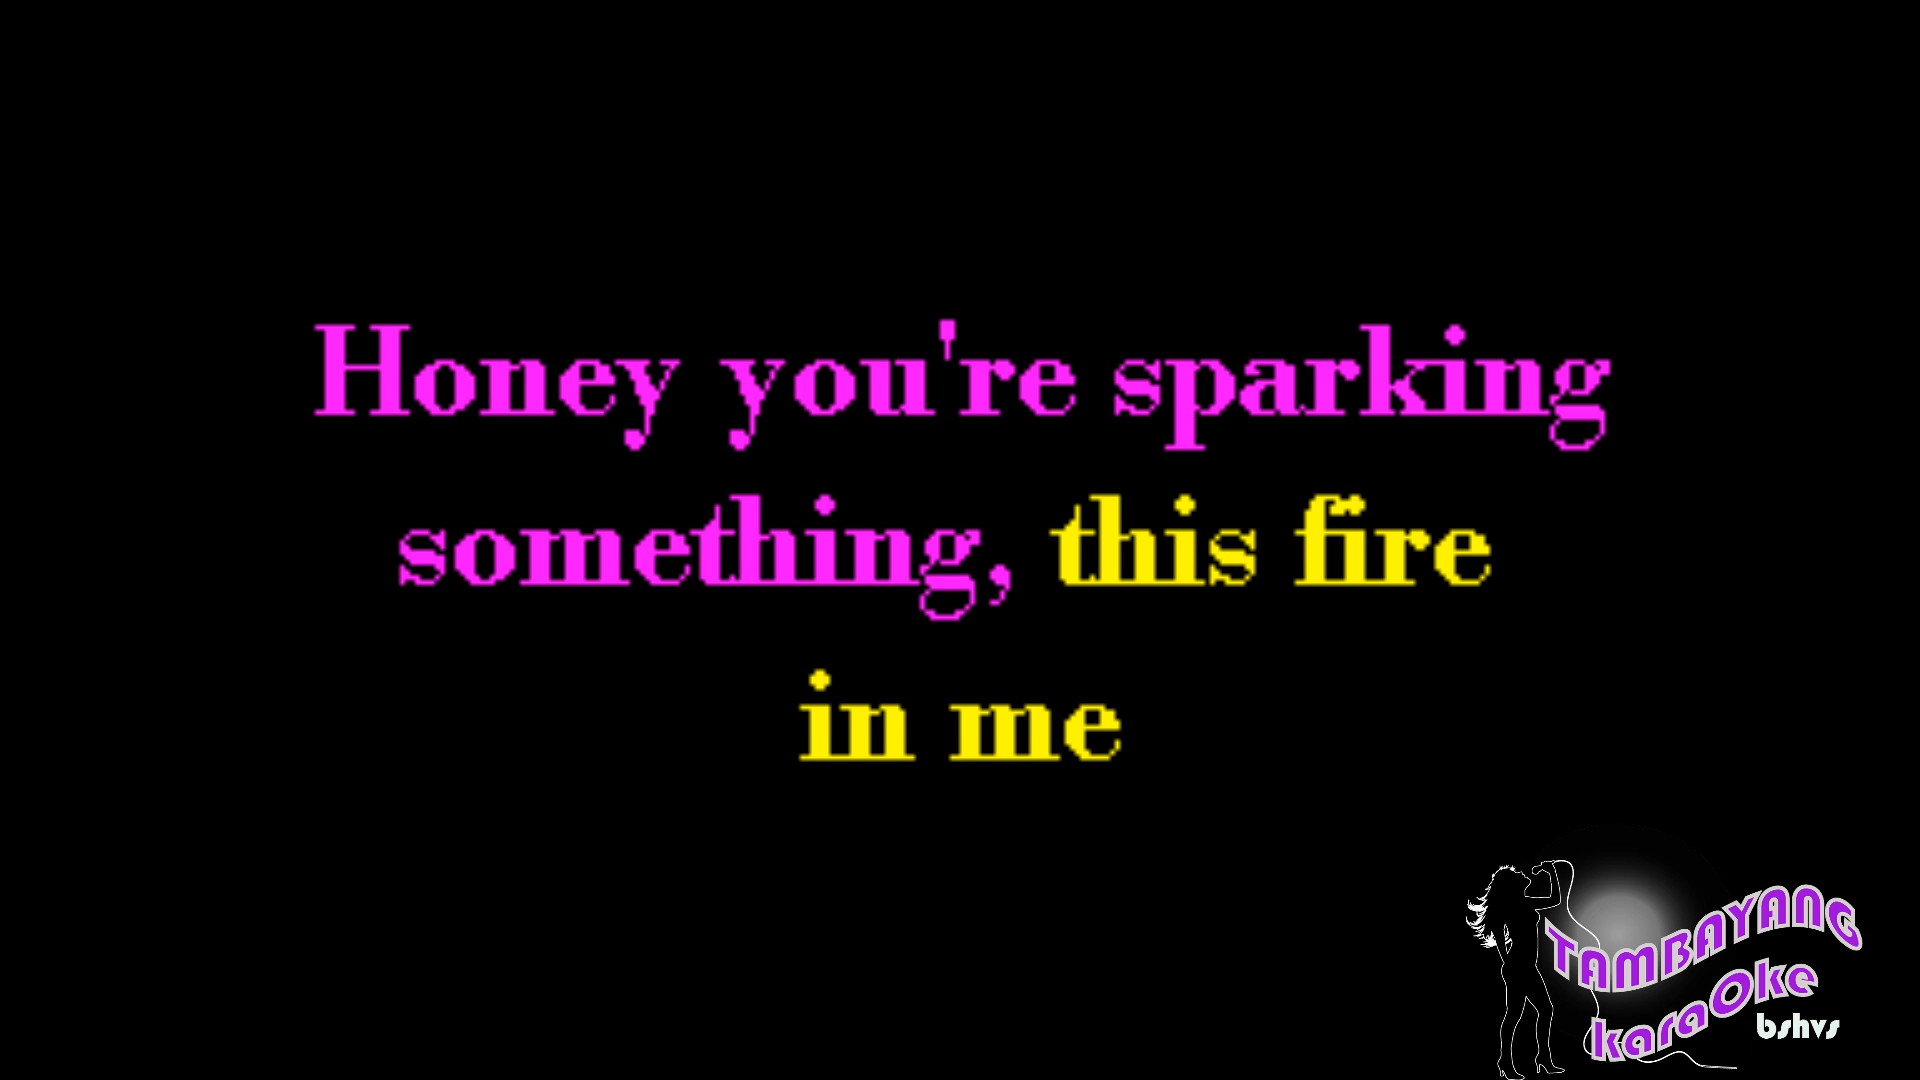 Honey you're sparking
something, this fire
in me
TAMBAYANG
karaOke
bshvs